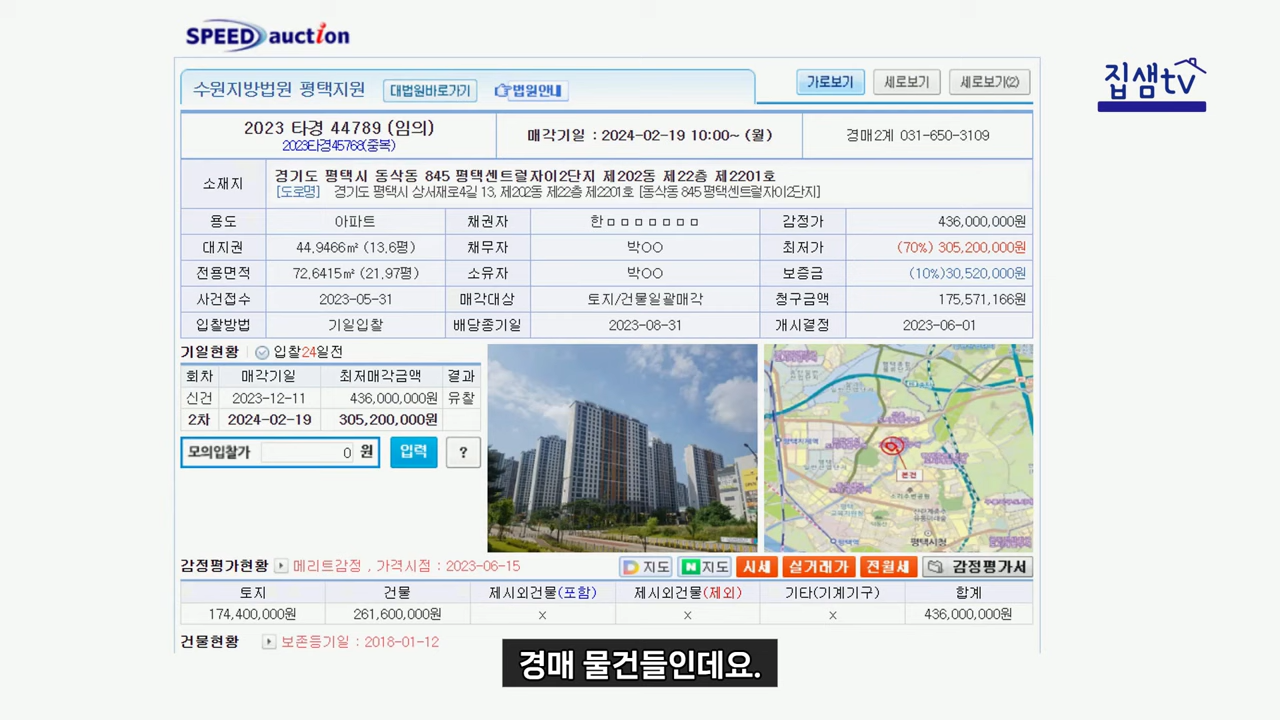 SPEED auction
집샘tv
수원지방법원 평택지원 대법원바로가기 법원안내 가로보기 세로보기 세로보기(2)
2023 타경 44789 (임의) 매각기일 : 2024-02-19 10:00~ (월) 경매2계 031-650-3109
2023타경45768(중복)
소재지 경기도 평택시 동삭동 845 평택센트럴자이2단지 제202동 제22층 제2201호
[도로명] 경기도 평택시 상서재로4길 13, 제202동 제22층 제2201호 [동삭동 845 평택센트럴자이2단지]
용도 아파트 채권자 한ㅁㅁㅁㅁㅁㅁㅁ 감정가 436,000,000원
대지권 44.9466㎡ (13.6평) 채무자 박○○ 최저가 (70%) 305,200,000원
전용면적 72.6415㎡ (21.97평) 소유자 박○○ 보증금 (10%)30,520,000원
사건접수 2023-05-31 매각대상 토지/건물일괄매각 청구금액 175,571,166원
입찰방법 기일입찰 배당종기일 2023-08-31 개시결정 2023-06-01
기일현황 입찰24일전
회차 매각기일 최저매각금액 결과
신건 2023-12-11 436,000,000원 유찰
2차 2024-02-19 305,200,000원
모의입찰가 0 원 입력 ?
본건
평택시청
감정평가현황 메리트감정 , 가격시점 : 2023-06-15 D 지도 N 지도 시세 실거래가 전월세 감정평가서
토지 건물 제시외건물(포함) 제시외건물(제외) 기타(기계기구) 합계
174,400,000원 261,600,000원 x x x 436,000,000원
건물현황 보존등기일 : 2018-01-12
경매 물건들인데요.